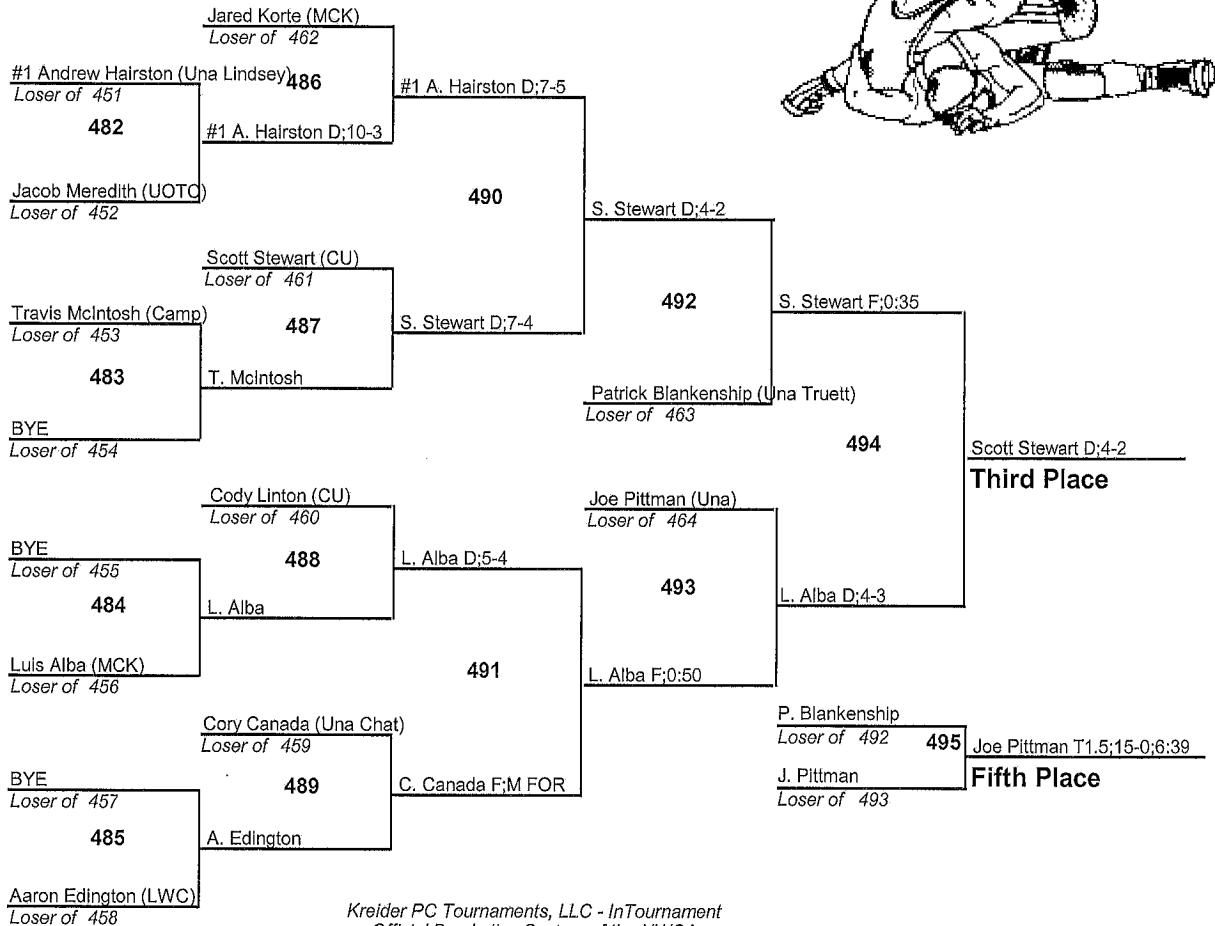 Jared Korte (MCK)
Loser of 462
#1 Andrew Hairston (Una Lindsey)
Loser of 451
486
#1 A. Hairston D;7-5
482
#1 A. Hairston D;10-3
Jacob Meredith (UOTC)
Loser of 452
490
S. Stewart D;4-2
Scott Stewart (CU)
Loser of 461
Travis McIntosh (Camp)
Loser of 453
487
S. Stewart D;7-4
492
S. Stewart F;0:35
483
T. McIntosh
Patrick Blankenship (Una Truett)
Loser of 463
BYE
Loser of 454
494
Scott Stewart D;4-2
Third Place
Cody Linton (CU)
Loser of 460
Joe Pittman (Una)
Loser of 464
BYE
Loser of 455
488
L. Alba D;5-4
493
484
L. Alba
L. Alba D;4-3
Luis Alba (MCK)
Loser of 456
491
L. Alba F;0:50
Cory Canada (Una Chat)
Loser of 459
P. Blankenship
Loser of 492
495
Joe Pittman T1.5;15-0;6:39
Fifth Place
J. Pittman
Loser of 493
BYE
Loser of 457
489
C. Canada F;M FOR
485
A. Edington
Aaron Edington (LWC)
Loser of 458
Kreider PC Tournaments, LLC - InTournament